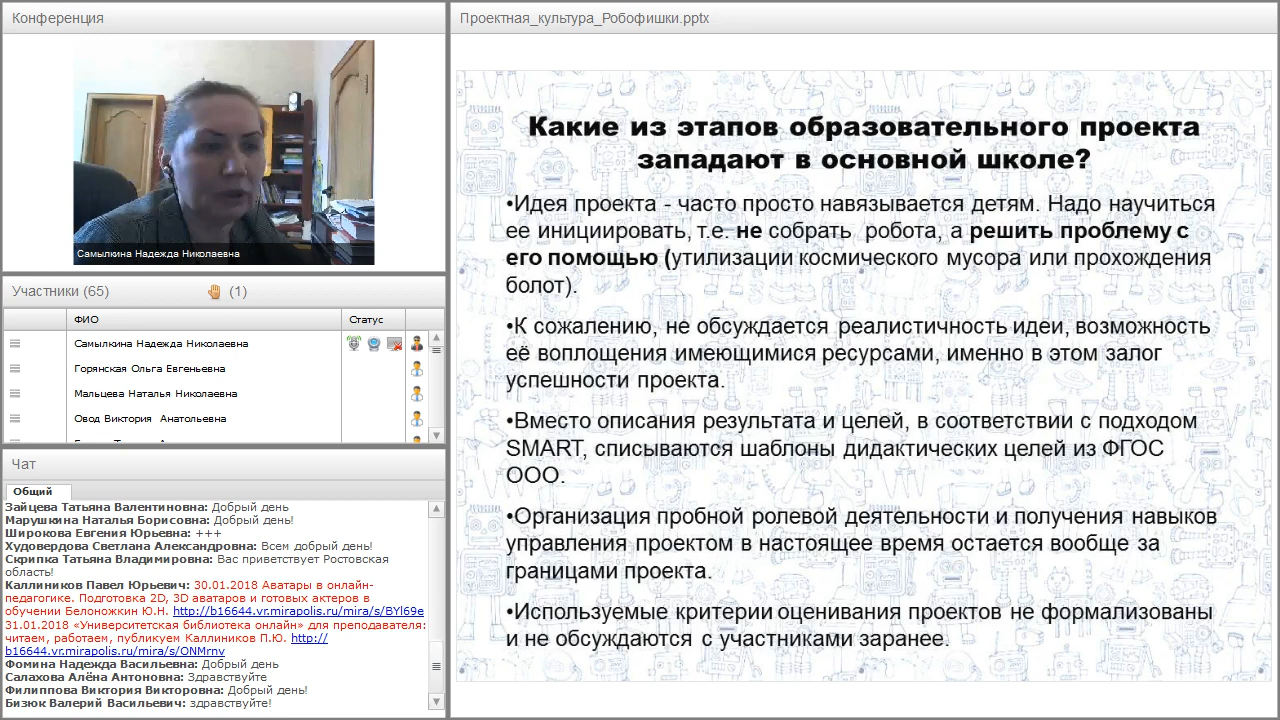 Конференция
Самылкина Надежда Николаевна
Участники (65)
(1)
ФИО
Статус
Самылкина Надежда Николаевна
Горянская Ольга Евгеньевна
Мальцева Наталья Николаевна
Овод Виктория Анатольевна
Чат
Общий
Зайцева Татьяна Валентиновна: Добрый день
Марушкина Наталья Борисовна: Добрый день!
Широкова Евгения Юрьевна: +++
Худовердова Светлана Александровна: Всем добрый день!
Скрипка Татьяна Владимировна: Вас приветствует Ростовская
область!
Каллиников Павел Юрьевич: 30.01.2018 Аватары в онлайн-
педагогике. Подготовка 2D, 3D аватаров и готовых актеров в
обучении Белоножкин Ю.Н. http://b16644.vr.mirapolis.ru/mira/s/BYl69e
31.01.2018 «Университетская библиотека онлайн» для преподавателя:
читаем, работаем, публикуем Каллиников П.Ю. http://
b16644.vr.mirapolis.ru/mira/s/ONMrnv
Фомина Надежда Васильевна: Добрый день
Салахова Алёна Антоновна: Здравствуйте
Филиппова Виктория Викторовна: Добрый день!
Бизюк Валерий Васильевич: здравствуйте!
Проектная_культура_Робофишки.pptx
Какие из этапов образовательного проекта
западают в основной школе?
•Идея проекта - часто просто навязывается детям. Надо научиться
ее инициировать, т.е. не собрать робота, а решить проблему с
его помощью (утилизации космического мусора или прохождения
болот).
•К сожалению, не обсуждается реалистичность идеи, возможность
её воплощения имеющимися ресурсами, именно в этом залог
успешности проекта.
•Вместо описания результата и целей, в соответствии с подходом
SMART, списываются шаблоны дидактических целей из ФГОС
ООО.
•Организация пробной ролевой деятельности и получения навыков
управления проектом в настоящее время остается вообще за
границами проекта.
•Используемые критерии оценивания проектов не формализованы
и не обсуждаются с участниками заранее.